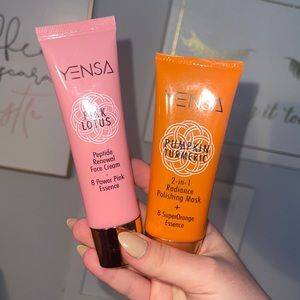 YENSA
PINK
LOTUS
Peptide
Renewal
Face Cream
+
8 Power Pink
Essence
YENSA
PUMPKIN
TURMERIC
2-in-1
Radiance
Polishing Mask
+
8 SuperOrange
Essence